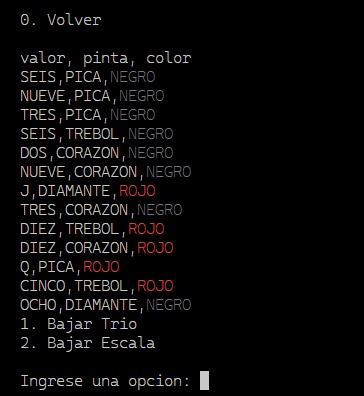 0. Volver
valor, pinta, color
SEIS,PICA,NEGRO
NUEVE,PICA,NEGRO
TRES,PICA,NEGRO
SEIS,TREBOL,NEGRO
DOS,CORAZON,NEGRO
NUEVE,CORAZON,NEGRO
J,DIAMANTE,ROJO
TRES,CORAZON,NEGRO
DIEZ,TREBOL,ROJO
DIEZ,CORAZON,ROJO
Q,PICA,ROJO
CINCO,TREBOL,ROJO
OCHO,DIAMANTE,NEGRO
1. Bajar Trio
2. Bajar Escala
Ingrese una opcion: